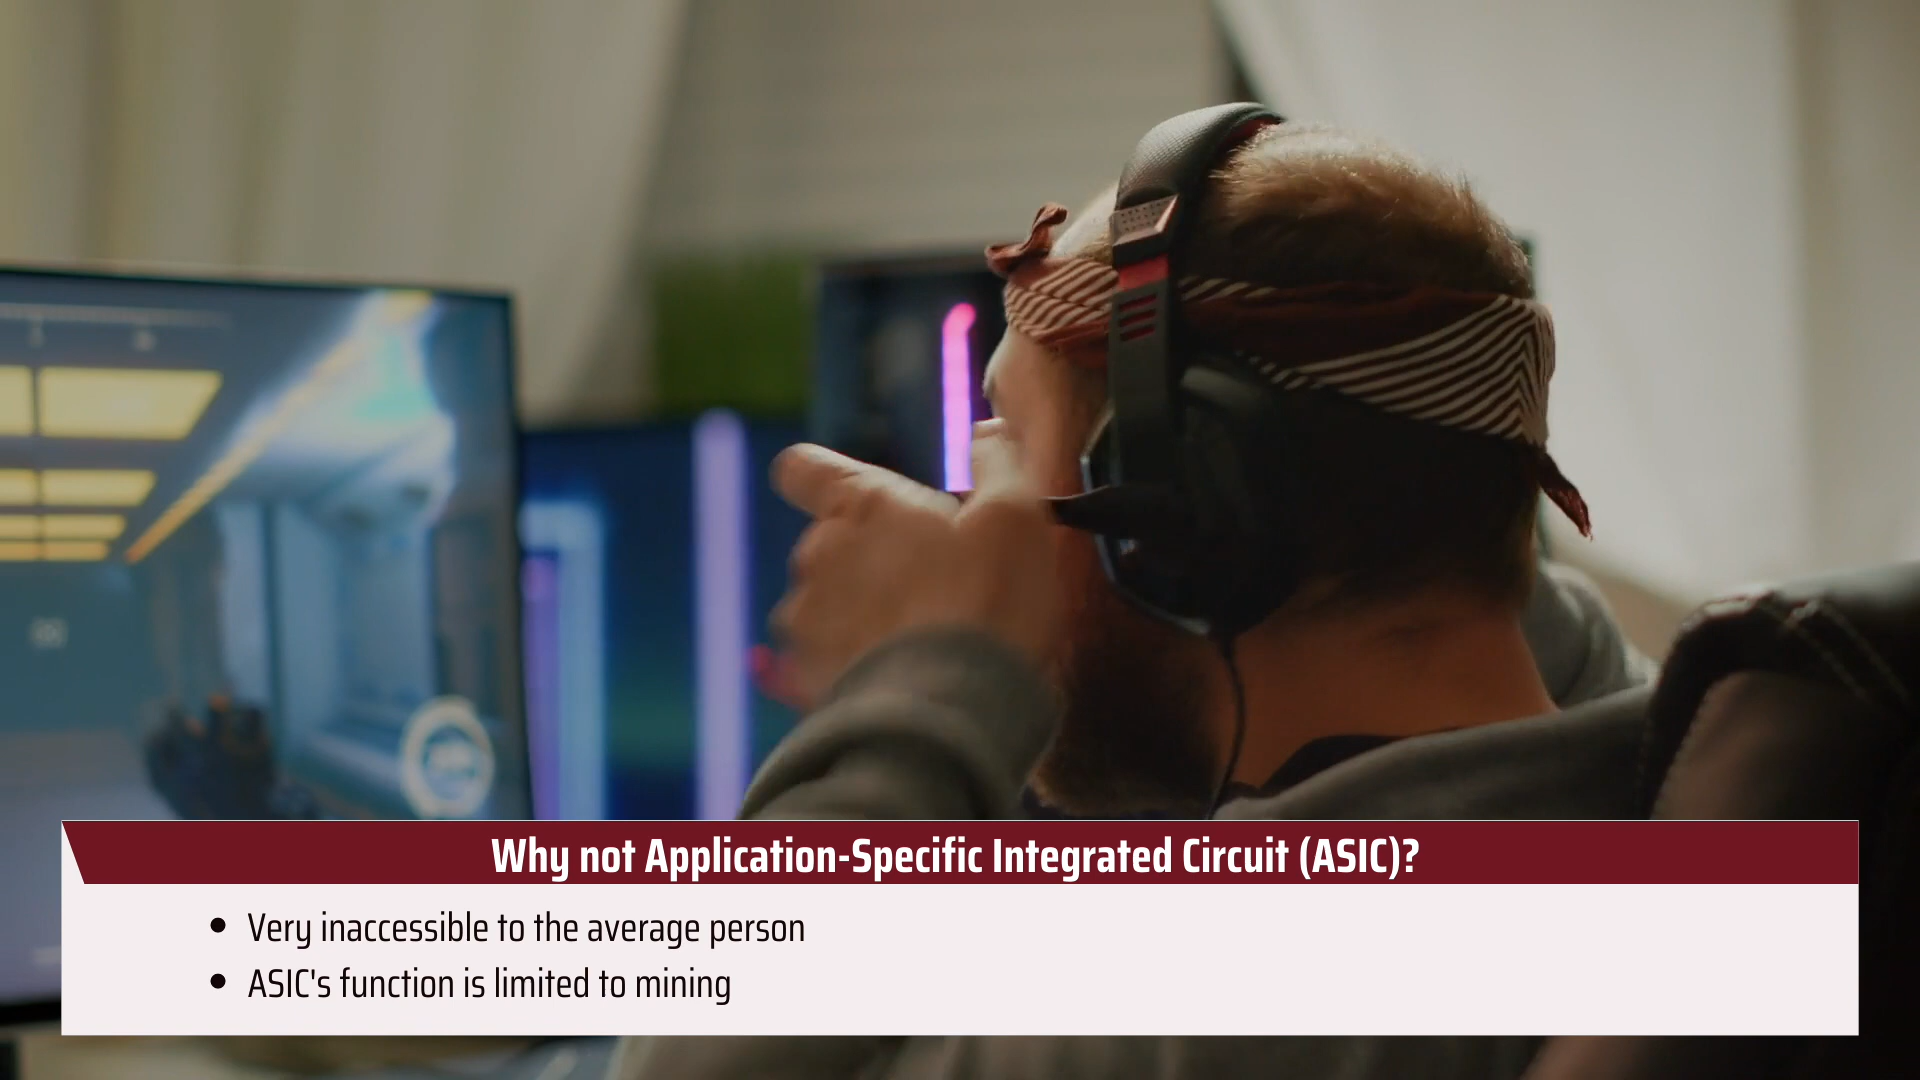 Why not Application-Specific Integrated Circuit (ASIC)?
Very inaccessible to the average person
ASIC's function is limited to mining